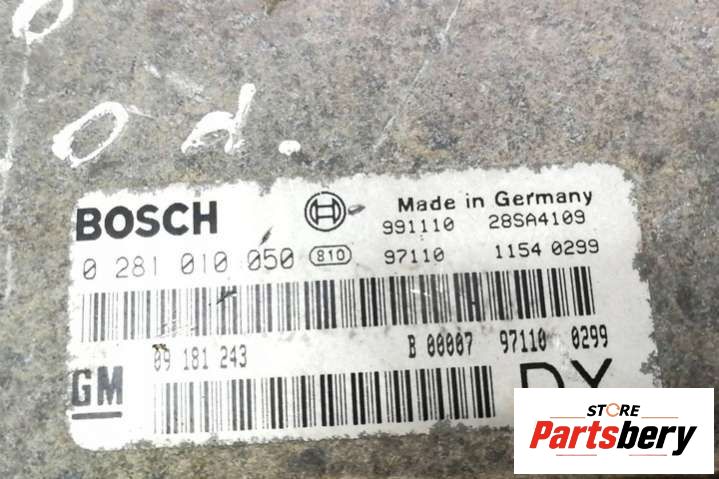 o d.
BOSCH
Made in Germany
991110 28SA4109
0 281 010 050 810 97110 1154 0299
09 181 243 B 00007 97110 0299
GM
DX
STORE
Partsbery